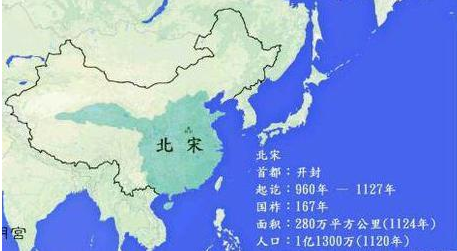 北宋
北宋
首都：开封
起讫：960年 — 1127年
国祚：167年
面积：280万平方公里(1124年)
人口：1亿1300万(1120年)
明宫